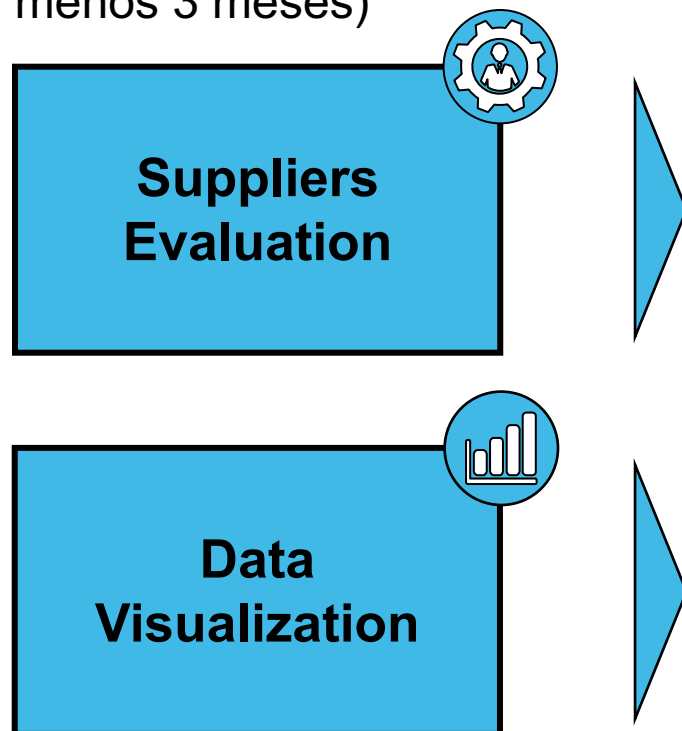 menos 3 meses)
Suppliers
Evaluation
Data
Visualization